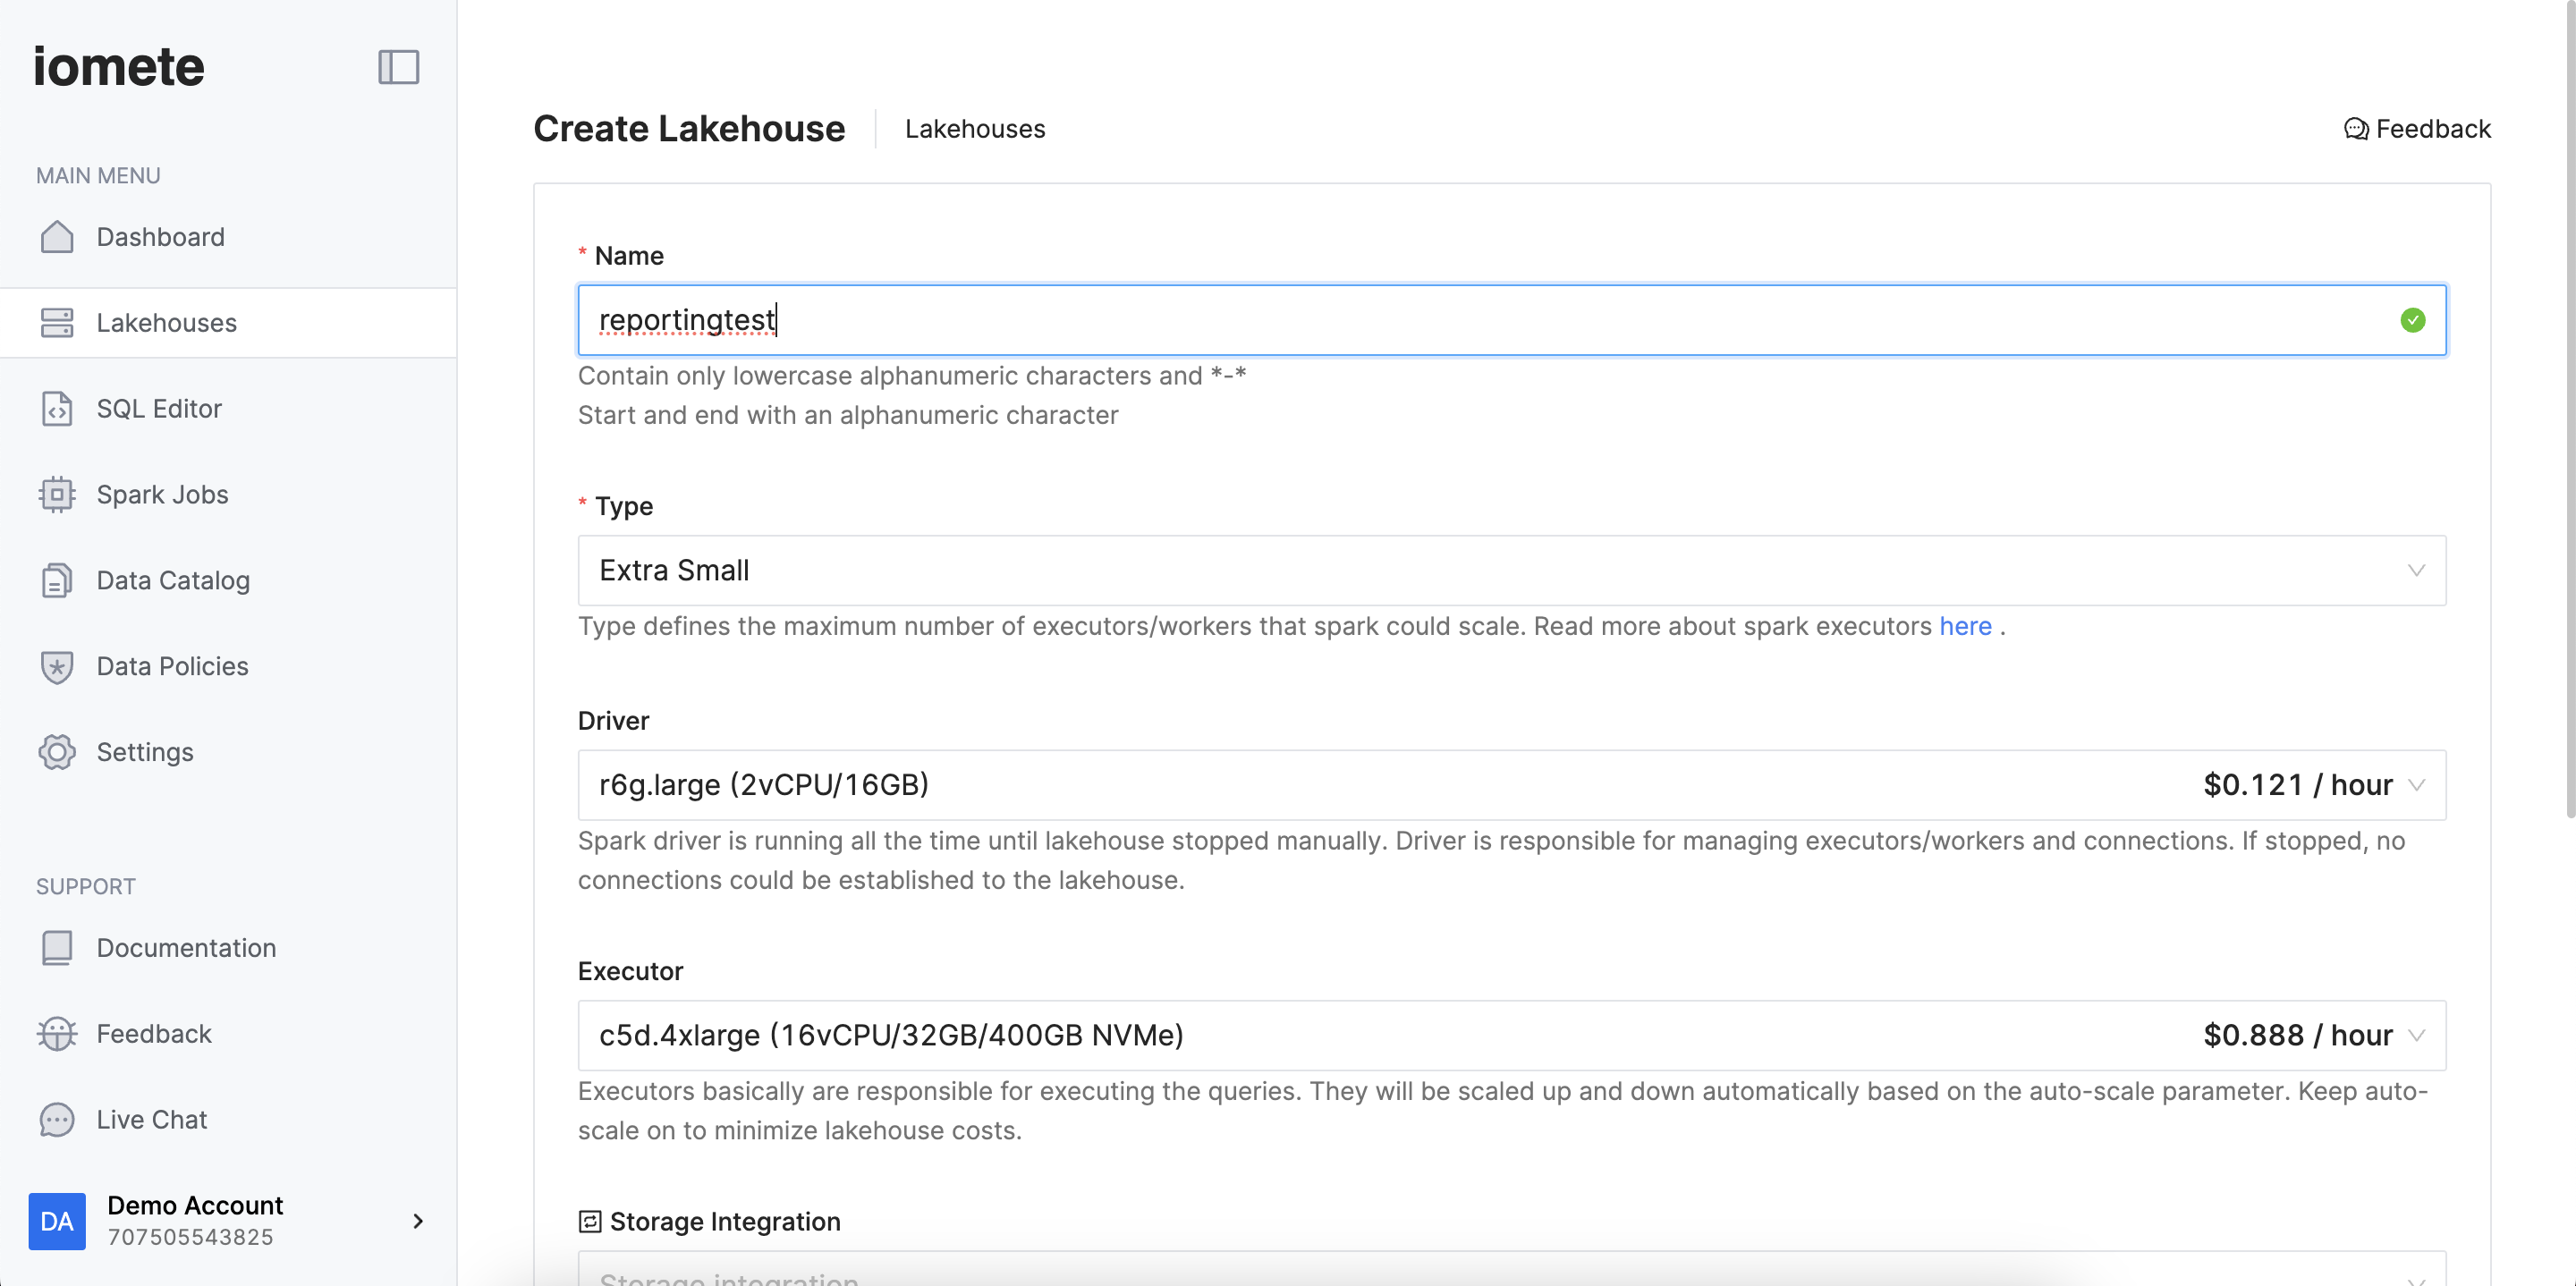 iomete
MAIN MENU
Dashboard
Lakehouses
SQL Editor
Spark Jobs
Data Catalog
Data Policies
Settings
SUPPORT
Documentation
Feedback
Live Chat
DA
Demo Account
707505543825
Create Lakehouse
Lakehouses
Feedback
* Name
reportingtest
Contain only lowercase alphanumeric characters and *-*
Start and end with an alphanumeric character
* Type
Extra Small
Type defines the maximum number of executors/workers that spark could scale. Read more about spark executors here .
Driver
r6g.large (2vCPU/16GB) $0.121 / hour
Spark driver is running all the time until lakehouse stopped manually. Driver is responsible for managing executors/workers and connections. If stopped, no
connections could be established to the lakehouse.
Executor
c5d.4xlarge (16vCPU/32GB/400GB NVMe) $0.888 / hour
Executors basically are responsible for executing the queries. They will be scaled up and down automatically based on the auto-scale parameter. Keep auto-
scale on to minimize lakehouse costs.
Storage Integration
Storage integration